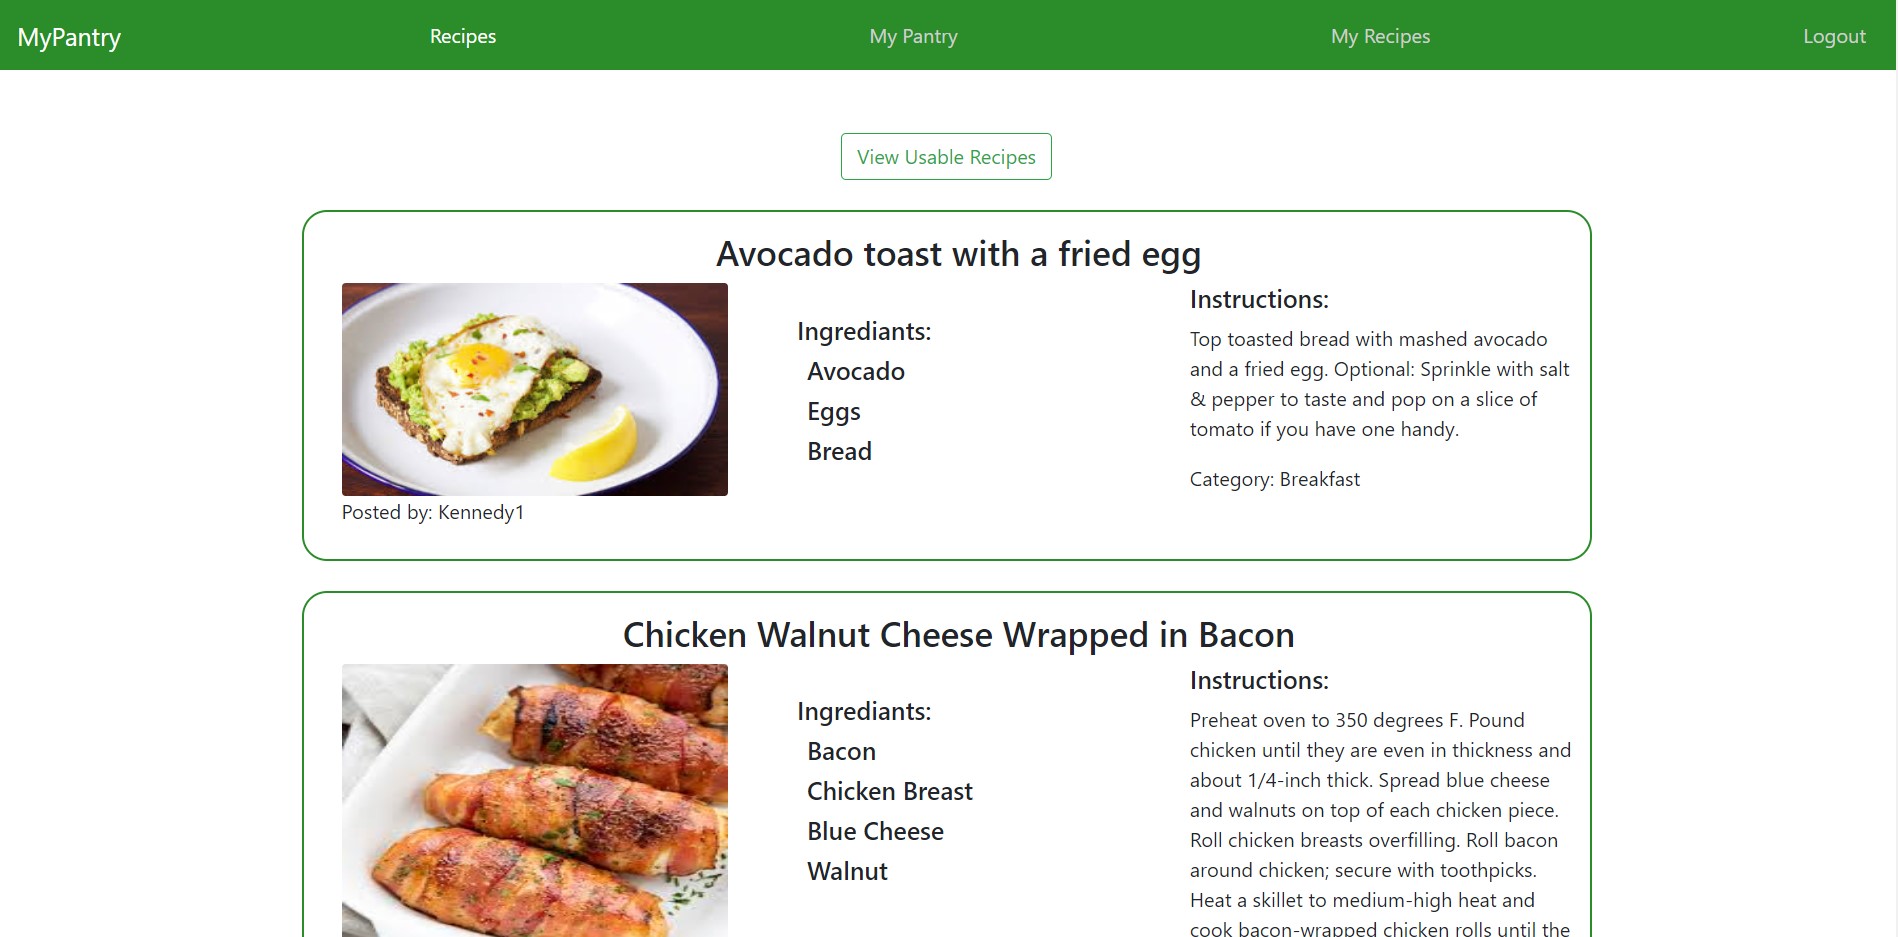 MyPantry Recipes My Pantry My Recipes Logout
View Usable Recipes
Avocado toast with a fried egg
Ingrediants:
Avocado
Eggs
Bread
Instructions:
Top toasted bread with mashed avocado
and a fried egg. Optional: Sprinkle with salt
& pepper to taste and pop on a slice of
tomato if you have one handy.
Category: Breakfast
Posted by: Kennedy1
Chicken Walnut Cheese Wrapped in Bacon
Ingrediants:
Bacon
Chicken Breast
Blue Cheese
Walnut
Instructions:
Preheat oven to 350 degrees F. Pound
chicken until they are even in thickness and
about 1/4-inch thick. Spread blue cheese
and walnuts on top of each chicken piece.
Roll chicken breasts overfilling. Roll bacon
around chicken; secure with toothpicks.
Heat a skillet to medium-high heat and
cook bacon-wrapped chicken rolls until the